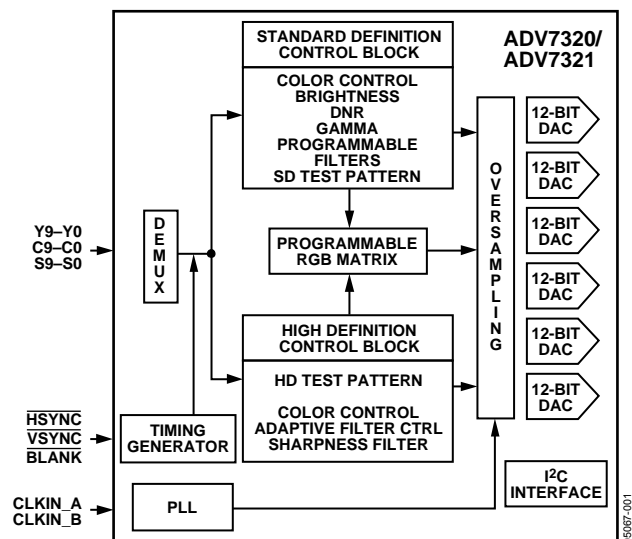 STANDARD DEFINITION
CONTROL BLOCK
COLOR CONTROL
BRIGHTNESS
DNR
GAMMA
PROGRAMMABLE
FILTERS
SD TEST PATTERN
ADV7320/
ADV7321
12-BIT
DAC
12-BIT
DAC
12-BIT
DAC
12-BIT
DAC
12-BIT
DAC
12-BIT
DAC
OVERSAMPLING
Y9–Y0
C9–C0
S9–S0
DEMUX
PROGRAMMABLE
RGB MATRIX
HIGH DEFINITION
CONTROL BLOCK
HD TEST PATTERN
COLOR CONTROL
ADAPTIVE FILTER CTRL
SHARPNESS FILTER
HSYNC
VSYNC
BLANK
TIMING
GENERATOR
CLKIN_A
CLKIN_B
PLL
I²C
INTERFACE
05067-001